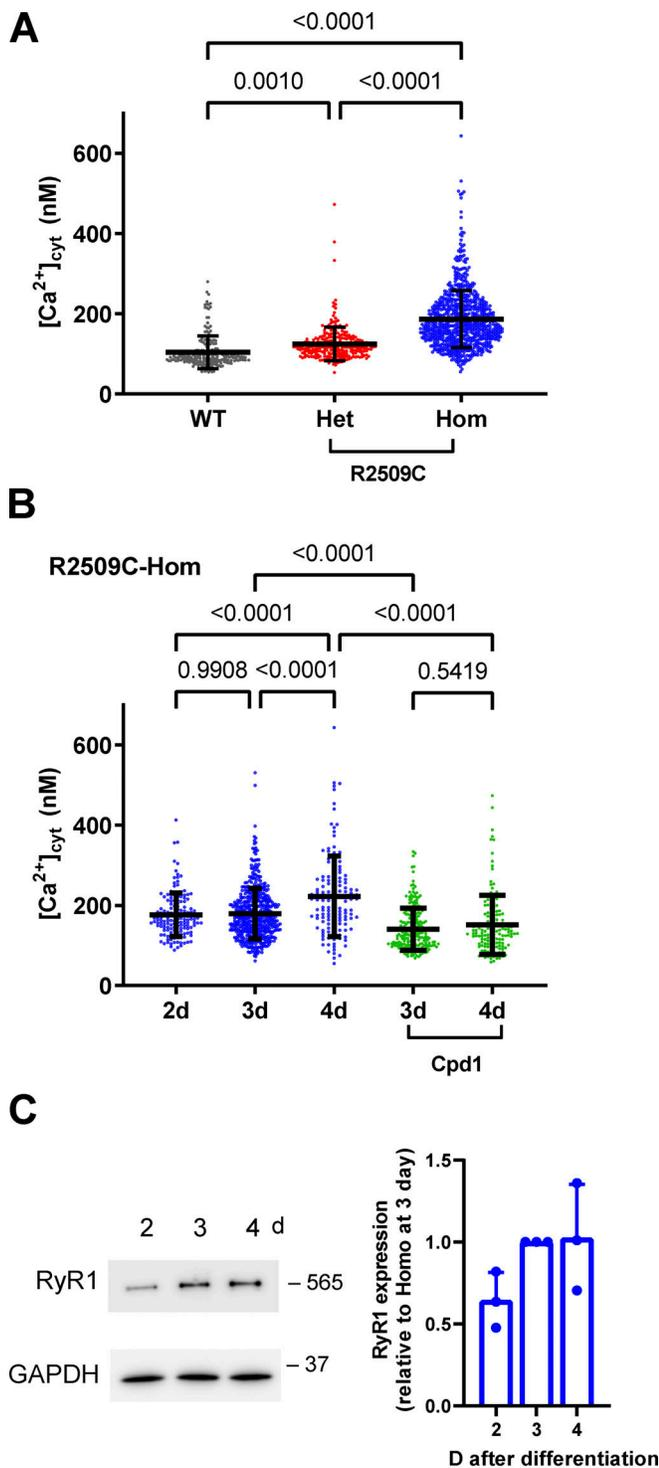 A
<0.0001
0.0010 <0.0001
[Ca2+]cyt (nM)
600
400
200
0
WT Het Hom
R2509C
B
R2509C-Hom
<0.0001
<0.0001 <0.0001
0.9908 <0.0001 0.5419
[Ca2+]cyt (nM)
600
400
200
0
2d 3d 4d 3d 4d
Cpd1
C
2 3 4 d
RyR1 – 565
GAPDH – 37
RyR1 expression
(relative to Homo at 3 day)
1.5
1.0
0.5
0.0
2 3 4
D after differentiation